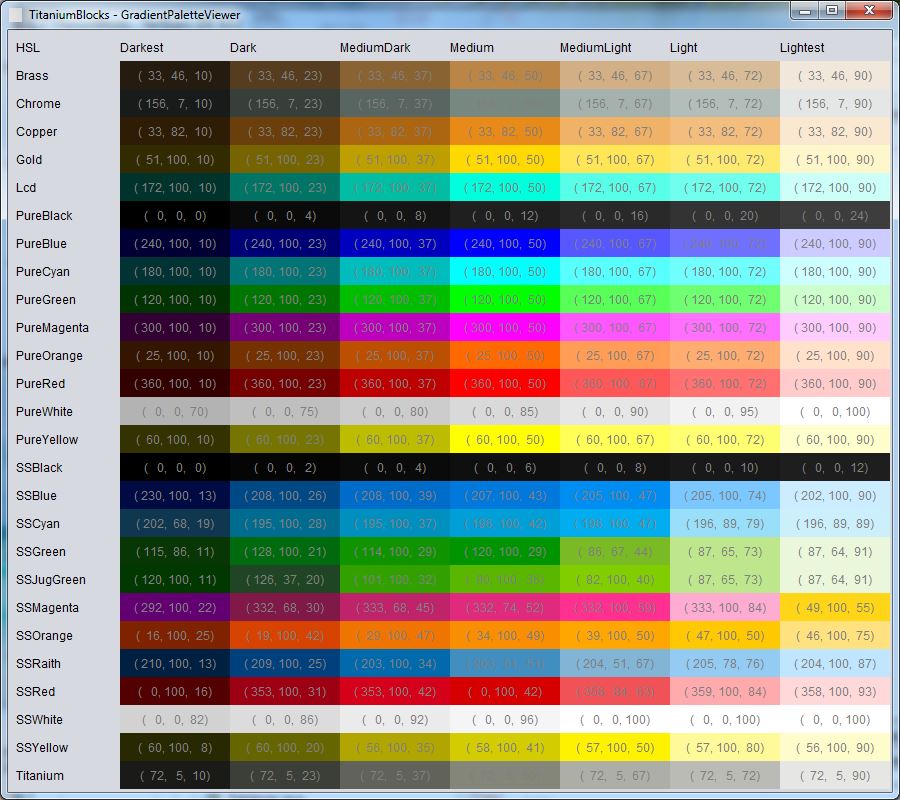 TitaniumBlocks - GradientPaletteViewer
HSL Darkest Dark MediumDark Medium MediumLight Light Lightest
Brass ( 33, 46, 10) ( 33, 46, 23) ( 33, 46, 37) ( 33, 46, 50) ( 33, 46, 67) ( 33, 46, 72) ( 33, 46, 90)
Chrome (156, 7, 10) (156, 7, 23) (156, 7, 37) (156, 7, 67) (156, 7, 72) (156, 7, 90)
Copper ( 33, 82, 10) ( 33, 82, 23) ( 33, 82, 37) ( 33, 82, 50) ( 33, 82, 67) ( 33, 82, 72) ( 33, 82, 90)
Gold ( 51, 100, 10) ( 51, 100, 23) ( 51, 100, 37) ( 51, 100, 50) ( 51, 100, 67) ( 51, 100, 72) ( 51, 100, 90)
Lcd (172, 100, 10) (172, 100, 23) (172, 100, 37) (172, 100, 50) (172, 100, 67) (172, 100, 72) (172, 100, 90)
PureBlack ( 0, 0, 0) ( 0, 0, 4) ( 0, 0, 8) ( 0, 0, 12) ( 0, 0, 16) ( 0, 0, 20) ( 0, 0, 24)
PureBlue (240, 100, 10) (240, 100, 23) (240, 100, 37) (240, 100, 50) (240, 100, 67) (240, 100, 72) (240, 100, 90)
PureCyan (180, 100, 10) (180, 100, 23) (180, 100, 37) (180, 100, 50) (180, 100, 67) (180, 100, 72) (180, 100, 90)
PureGreen (120, 100, 10) (120, 100, 23) (120, 100, 37) (120, 100, 50) (120, 100, 67) (120, 100, 72) (120, 100, 90)
PureMagenta (300, 100, 10) (300, 100, 23) (300, 100, 37) (300, 100, 50) (300, 100, 67) (300, 100, 72) (300, 100, 90)
PureOrange ( 25, 100, 10) ( 25, 100, 23) ( 25, 100, 37) ( 25, 100, 50) ( 25, 100, 67) ( 25, 100, 72) ( 25, 100, 90)
PureRed (360, 100, 10) (360, 100, 23) (360, 100, 37) (360, 100, 50) (360, 100, 67) (360, 100, 72) (360, 100, 90)
PureWhite ( 0, 0, 70) ( 0, 0, 75) ( 0, 0, 80) ( 0, 0, 85) ( 0, 0, 90) ( 0, 0, 95) ( 0, 0, 100)
PureYellow ( 60, 100, 10) ( 60, 100, 23) ( 60, 100, 37) ( 60, 100, 50) ( 60, 100, 67) ( 60, 100, 72) ( 60, 100, 90)
SSBlack ( 0, 0, 0) ( 0, 0, 2) ( 0, 0, 4) ( 0, 0, 6) ( 0, 0, 8) ( 0, 0, 10) ( 0, 0, 12)
SSBlue (230, 100, 13) (208, 100, 26) (208, 100, 39) (207, 100, 43) (205, 100, 47) (205, 100, 74) (202, 100, 90)
SSCyan (202, 68, 19) (195, 100, 28) (195, 100, 37) (196, 100, 42) (196, 100, 47) (196, 89, 79) (196, 89, 89)
SSGreen (115, 86, 11) (128, 100, 21) (114, 100, 29) (120, 100, 29) ( 86, 67, 44) ( 87, 65, 73) ( 87, 64, 91)
SSJugGreen (120, 100, 11) (126, 37, 20) (101, 100, 32) ( 82, 100, 40) ( 87, 65, 73) ( 87, 64, 91)
SSMagenta (292, 100, 22) (332, 68, 30) (333, 68, 45) (332, 74, 52) (332, 100, 59) (333, 100, 84) ( 49, 100, 55)
SSOrange ( 16, 100, 25) ( 19, 100, 42) ( 29, 100, 47) ( 34, 100, 49) ( 39, 100, 50) ( 47, 100, 50) ( 46, 100, 75)
SSRaith (210, 100, 13) (209, 100, 25) (203, 100, 34) (204, 51, 67) (205, 78, 76) (204, 100, 87)
SSRed ( 0, 100, 16) (353, 100, 31) (353, 100, 42) ( 0, 100, 42) (358, 84, 63) (359, 100, 84) (358, 100, 93)
SSWhite ( 0, 0, 82) ( 0, 0, 86) ( 0, 0, 92) ( 0, 0, 96) ( 0, 0, 100) ( 0, 0, 100) ( 0, 0, 100)
SSYellow ( 60, 100, 8) ( 60, 100, 20) ( 56, 100, 35) ( 58, 100, 41) ( 57, 100, 50) ( 57, 100, 80) ( 56, 100, 90)
Titanium ( 72, 5, 10) ( 72, 5, 23) ( 72, 5, 37) ( 72, 5, 67) ( 72, 5, 72) ( 72, 5, 90)